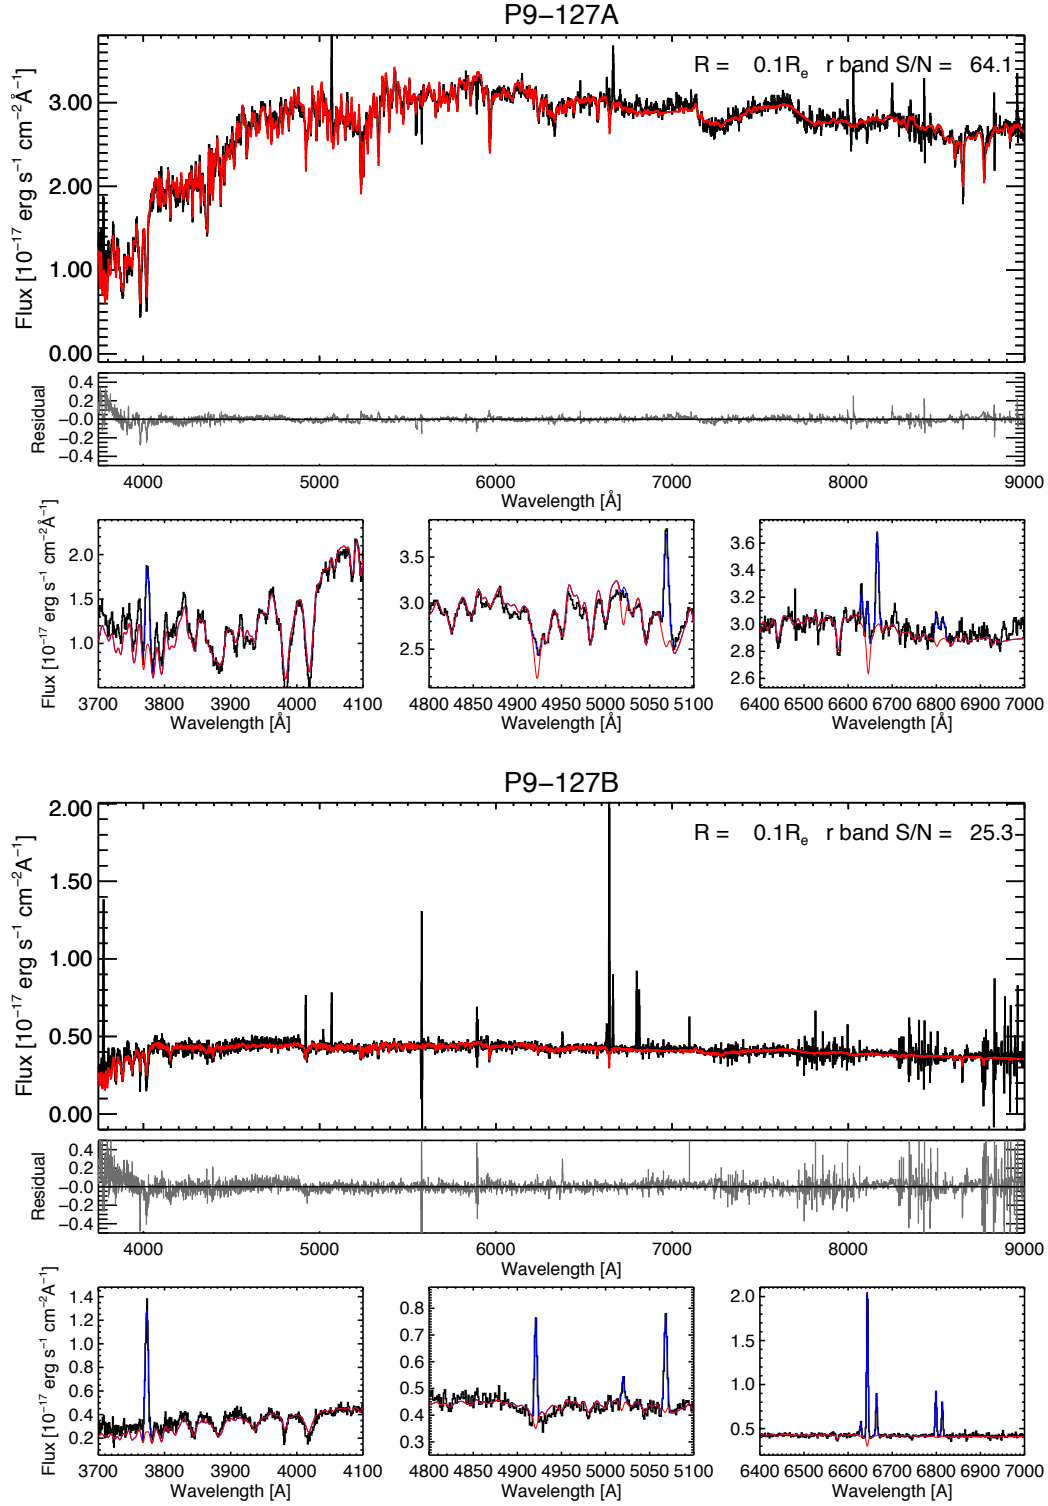 P9−127A
R = 0.1Re r band S/N = 64.1
Flux [10−17 erg s−1 cm−2Å−1]
3.00
2.00
1.00
0.00
Residual
0.4
0.2
−0.0
−0.2
−0.4
4000 5000 6000 7000 8000 9000
Wavelength [Å]
Flux [10−17 erg s−1 cm−2Å−1]
2.0
1.5
1.0
3700 3800 3900 4000 4100
Wavelength [Å]
3.5
3.0
2.5
4800 4850 4900 4950 5000 5050 5100
Wavelength [Å]
3.6
3.4
3.2
3.0
2.8
2.6
6400 6500 6600 6700 6800 6900 7000
Wavelength [Å]
P9−127B
R = 0.1Re r band S/N = 25.3
Flux [10−17 erg s−1 cm−2A−1]
2.00
1.50
1.00
0.50
0.00
Residual
0.4
0.2
−0.0
−0.2
−0.4
4000 5000 6000 7000 8000 9000
Wavelength [A]
Flux [10−17 erg s−1 cm−2A−1]
1.4
1.2
1.0
0.8
0.6
0.4
0.2
3700 3800 3900 4000 4100
Wavelength [A]
0.8
0.7
0.6
0.5
0.4
0.3
4800 4850 4900 4950 5000 5050 5100
Wavelength [A]
2.0
1.5
1.0
0.5
6400 6500 6600 6700 6800 6900 7000
Wavelength [A]